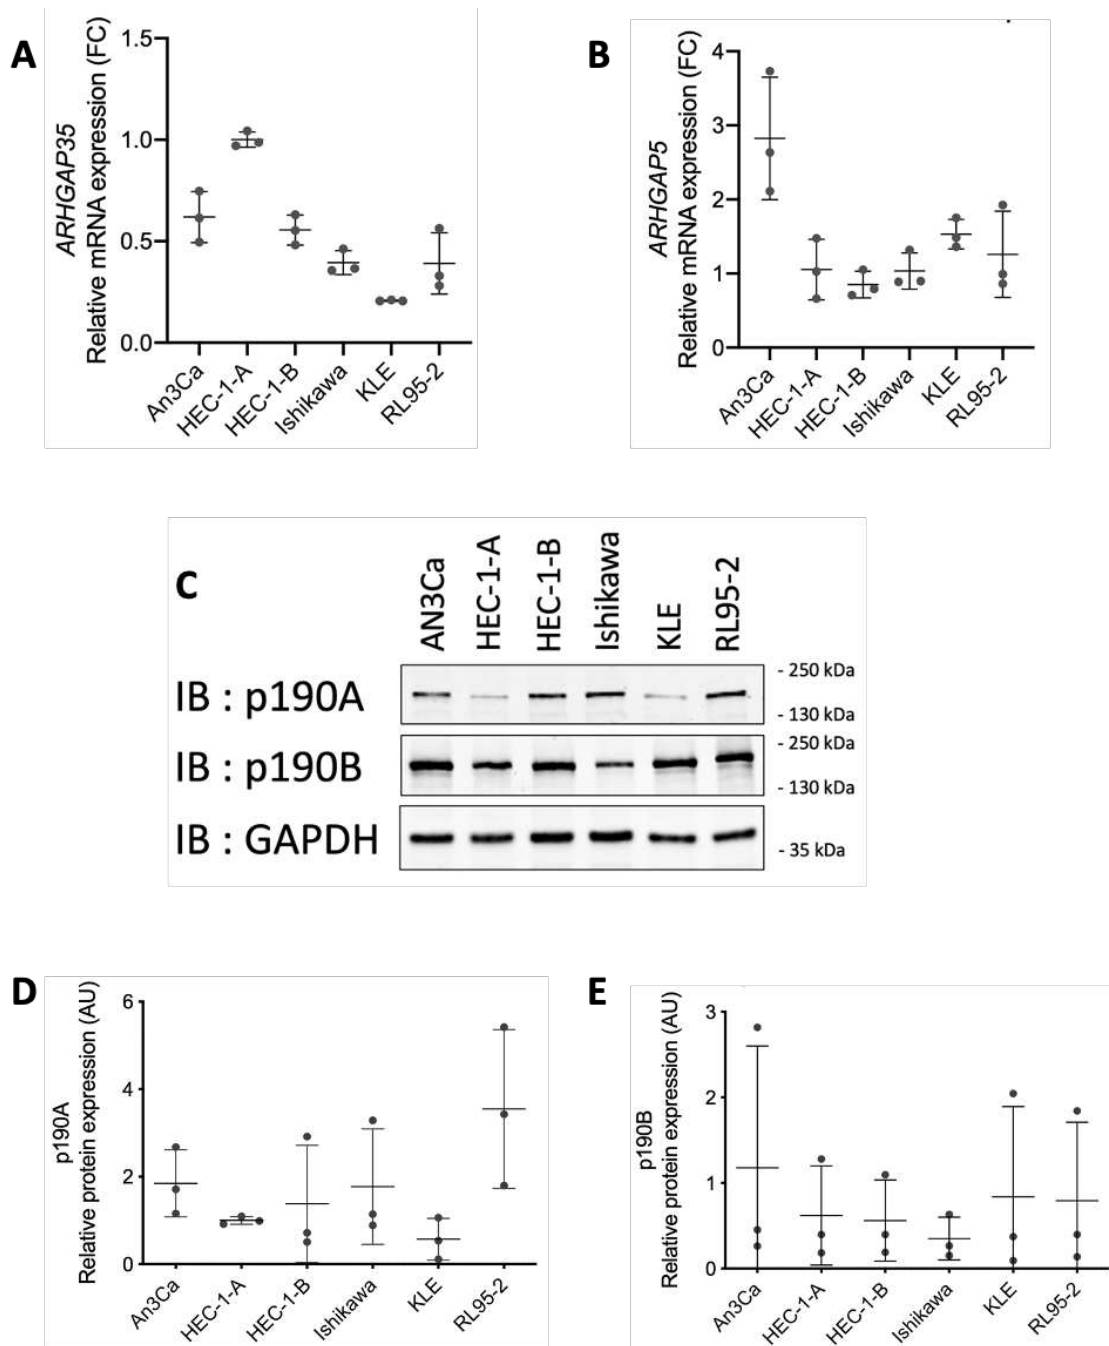 A
ARHGAP35
Relative mRNA expression (FC)
1.5
1.0
0.5
0.0
An3Ca
HEC-1-A
HEC-1-B
Ishikawa
KLE
RL95-2
B
ARHGAP5
Relative mRNA expression (FC)
4
3
2
1
0
An3Ca
HEC-1-A
HEC-1-B
Ishikawa
KLE
RL95-2
C
AN3Ca
HEC-1-A
HEC-1-B
Ishikawa
KLE
RL95-2
IB : p190A
- 250 kDa
- 130 kDa
IB : p190B
- 250 kDa
- 130 kDa
IB : GAPDH
- 35 kDa
D
p190A
Relative protein expression (AU)
6
4
2
0
An3Ca
HEC-1-A
HEC-1-B
Ishikawa
KLE
RL95-2
E
p190B
Relative protein expression (AU)
3
2
1
0
An3Ca
HEC-1-A
HEC-1-B
Ishikawa
KLE
RL95-2